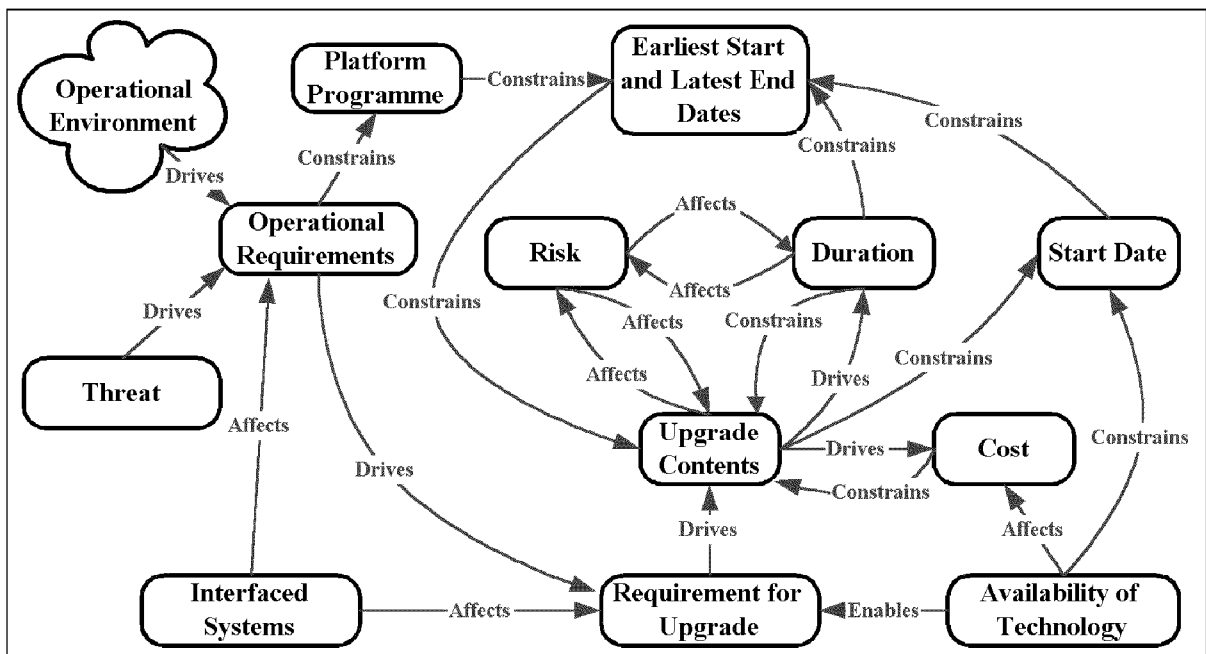 Operational
Environment
Platform
Programme
Constrains
Earliest Start
and Latest End
Dates
Constrains
Constrains
Constrains
Drives
Operational
Requirements
Affects
Risk
Duration
Start Date
Affects
Drives
Constrains
Affects
Constrains
Threat
Affects
Drives
Constrains
Affects
Upgrade
Contents
Drives
Cost
Constrains
Drives
Constrains
Drives
Affects
Interfaced
Systems
Affects
Requirement for
Upgrade
Enables
Availability of
Technology